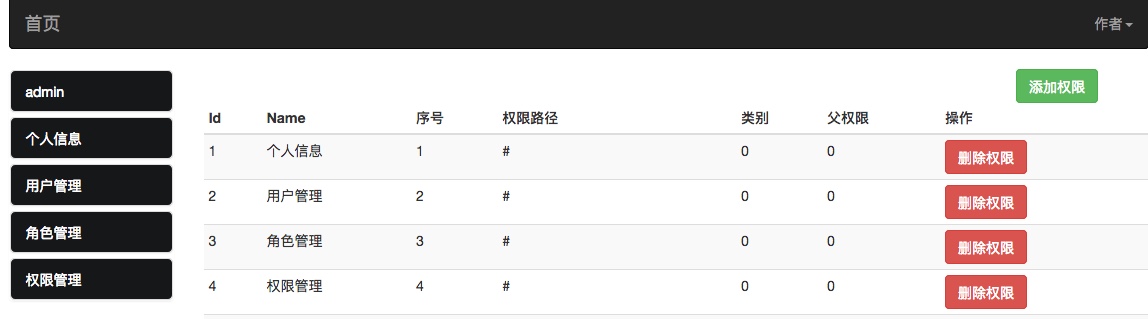 首页 作者
admin
个人信息
用户管理
角色管理
权限管理
添加权限
Id Name 序号 权限路径 类别 父权限 操作
1 个人信息 1 # 0 0 删除权限
2 用户管理 2 # 0 0 删除权限
3 角色管理 3 # 0 0 删除权限
4 权限管理 4 # 0 0 删除权限